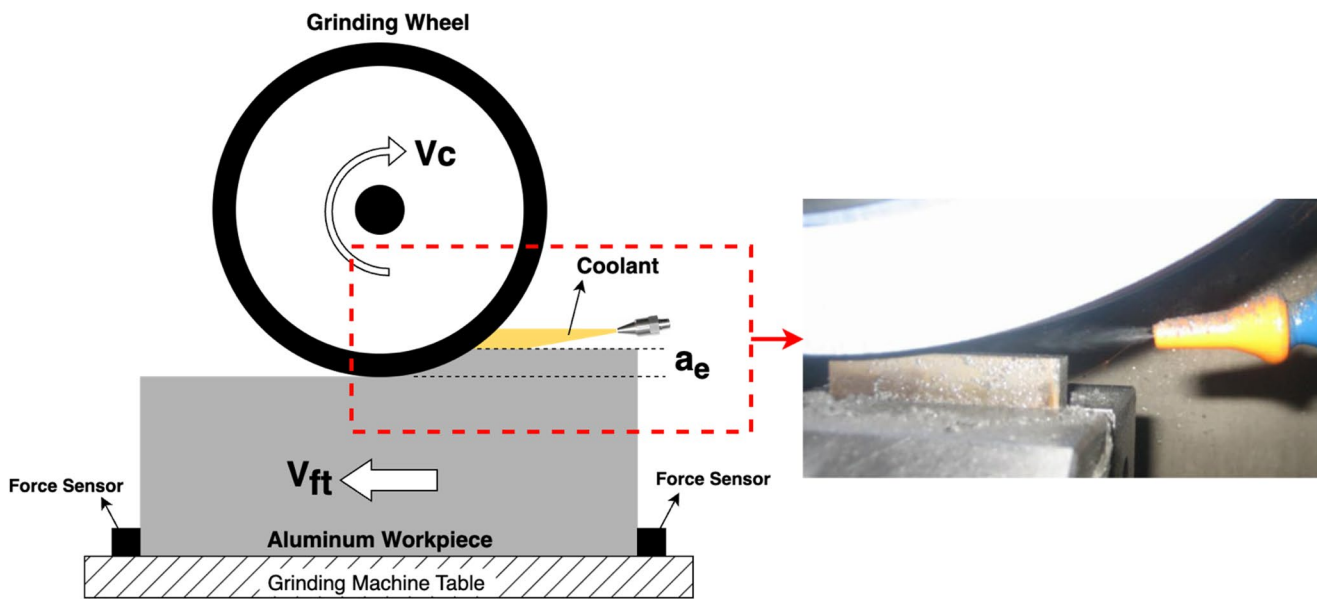 Grinding Wheel
Vc
Coolant
ae
Force Sensor
Vft
Force Sensor
Aluminum Workpiece
Grinding Machine Table